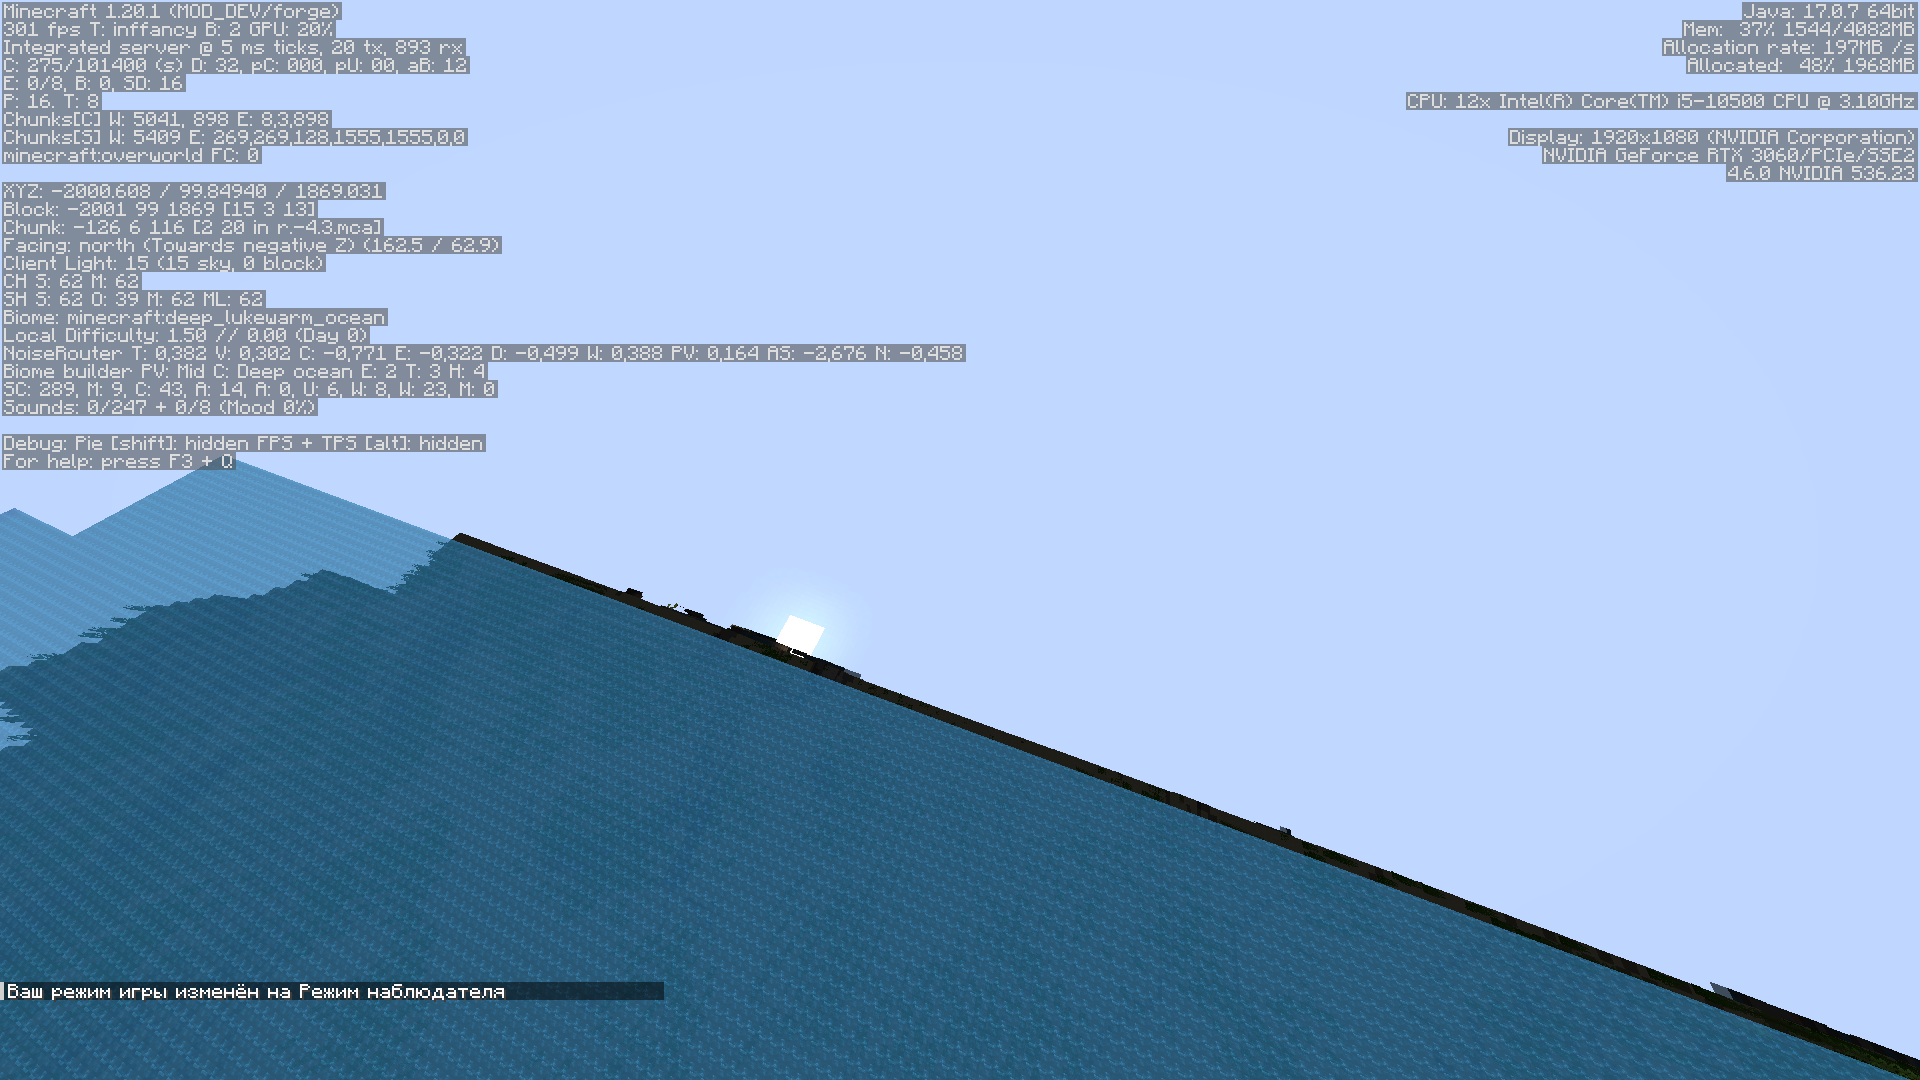 Minecraft 1.20.1 (MOD_DEV/forge)
301 fps T: inffancy B: 2 GPU: 20%
Integrated server @ 5 ms ticks, 20 tx, 893 rx
C: 275/101400 (s) D: 32, pC: 000, pU: 00, aB: 12
E: 0/8, B: 0, SD: 16
P: 16. T: 8
Chunks[C] W: 5041, 898 E: 8,3,898
Chunks[S] W: 5409 E: 269,269,128,1555,1555,0,0
minecraft:overworld FC: 0
XYZ: -2000.608 / 99.84940 / 1869.031
Block: -2001 99 1869 [15 3 13]
Chunk: -126 6 116 [2 20 in r.-4.3.mca]
Facing: north (Towards negative Z) (162.5 / 62.9)
Client Light: 15 (15 sky, 0 block)
CH S: 62 M: 62
SH S: 62 O: 39 M: 62 ML: 62
Biome: minecraft:deep_lukewarm_ocean
Local Difficulty: 1.50 // 0.00 (Day 0)
NoiseRouter T: 0,382 V: 0,302 C: -0,771 E: -0,322 D: -0,499 W: 0,388 PV: 0,164 AS: -2,676 N: -0,458
Biome builder PV: Mid C: Deep ocean E: 2 T: 3 H: 4
SC: 289, M: 9, C: 43, A: 14, A: 0, U: 6, W: 8, W: 23, M: 0
Sounds: 0/247 + 0/8 (Mood 0%)
Debug: Pie [shift]: hidden FPS + TPS [alt]: hidden
For help: press F3 + Q
Java: 17.0.7 64bit
Mem: 37% 1544/4082MB
Allocation rate: 197MB /s
Allocated: 48% 1968MB
CPU: 12x Intel(R) Core(TM) i5-10500 CPU @ 3.10GHz
Display: 1920x1080 (NVIDIA Corporation)
NVIDIA GeForce RTX 3060/PCIe/SSE2
4.6.0 NVIDIA 536.23
Ваш режим игры изменён на Режим наблюдателя